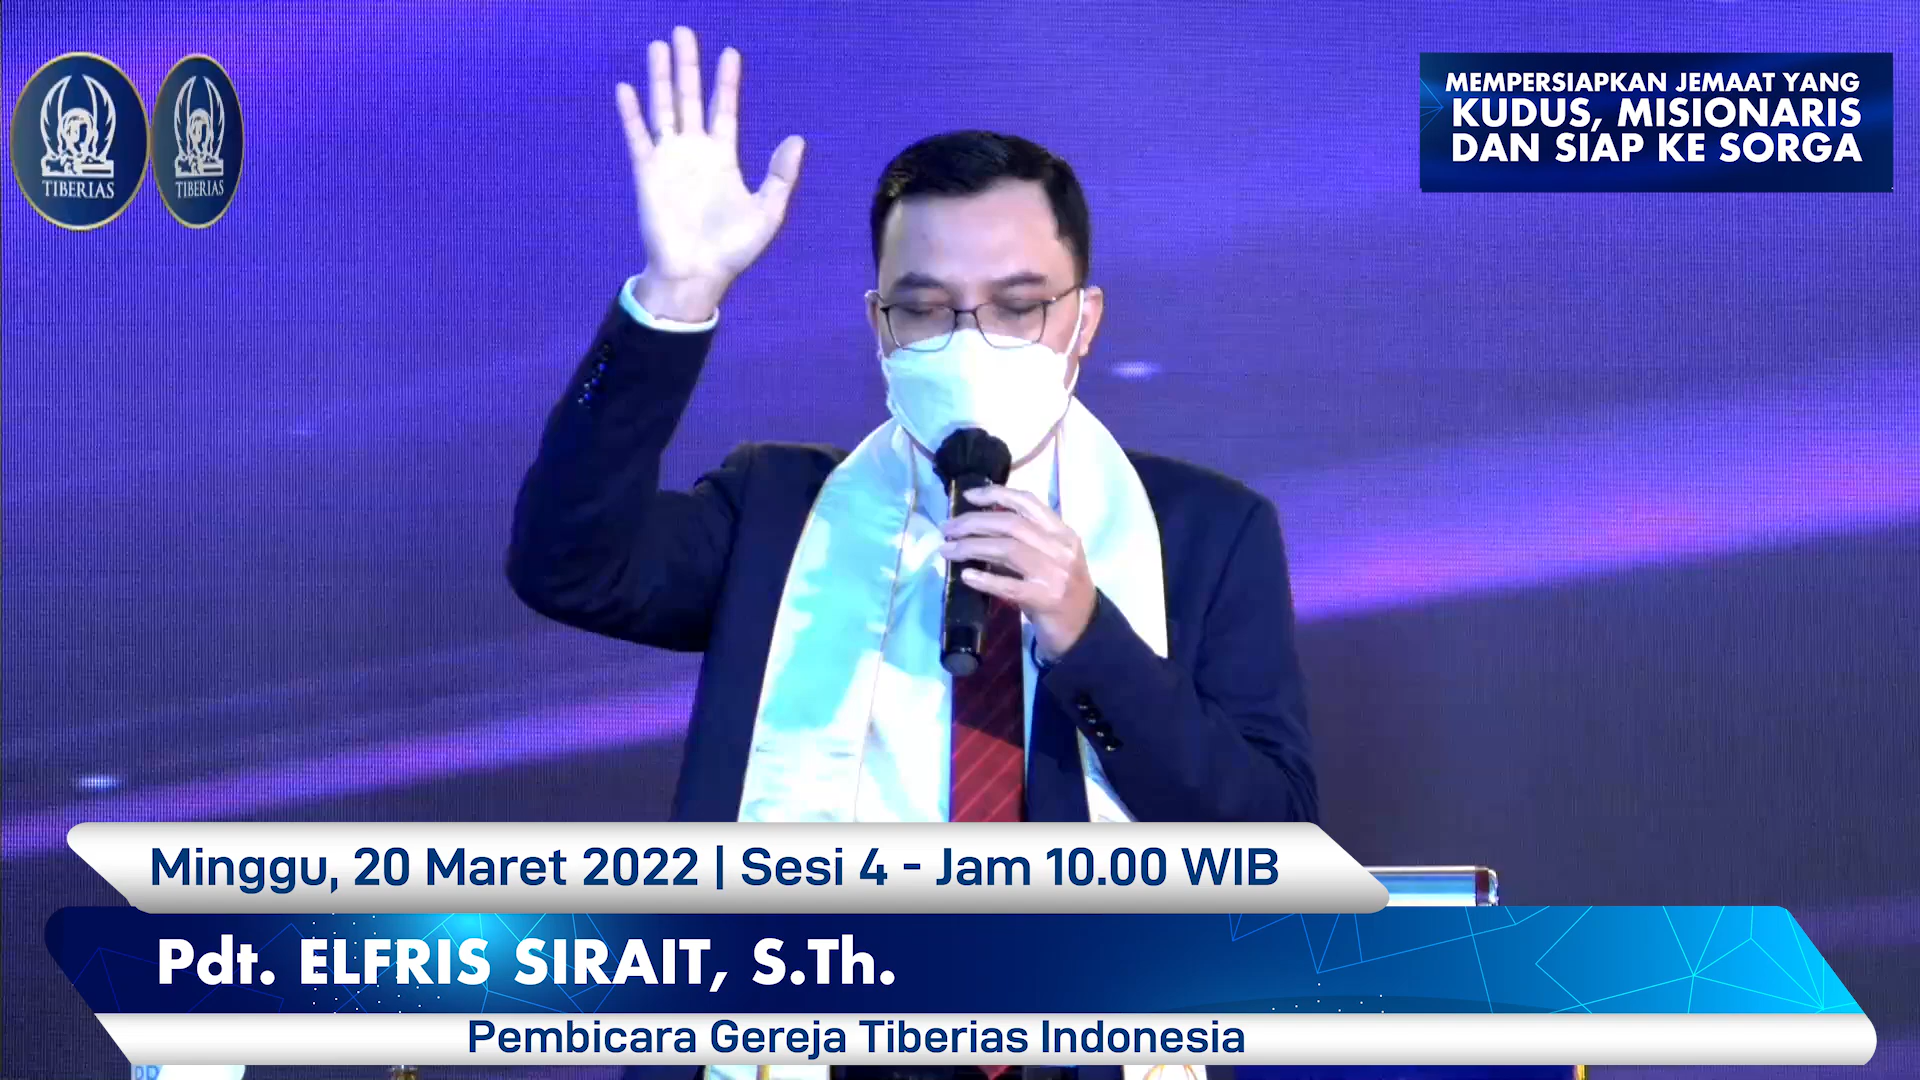 TIBERIAS
TIBERIAS
MEMPERSIAPKAN JEMAAT YANG
KUDUS, MISIONARIS
DAN SIAP KE SORGA
Minggu, 20 Maret 2022 | Sesi 4 - Jam 10.00 WIB
Pdt. ELFRIS SIRAIT, S.Th.
Pembicara Gereja Tiberias Indonesia